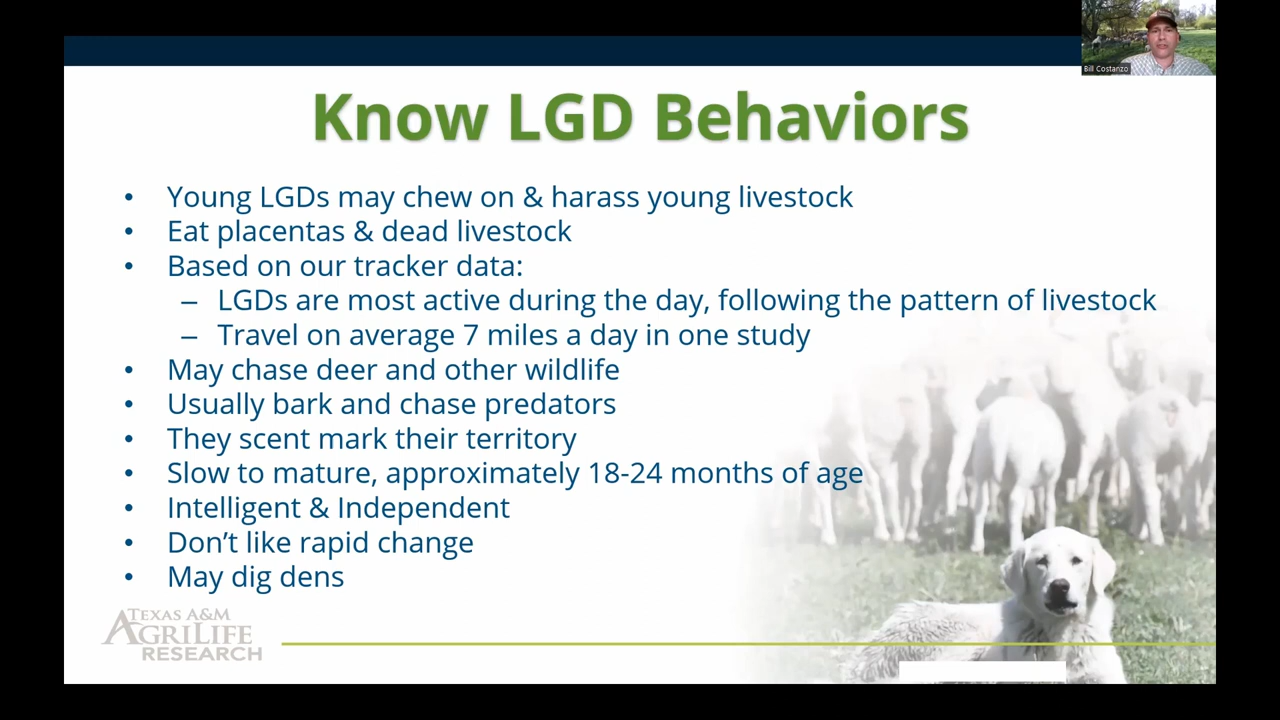 Bill Costanzo
Know LGD Behaviors
• Young LGDs may chew on & harass young livestock
• Eat placentas & dead livestock
• Based on our tracker data:
– LGDs are most active during the day, following the pattern of livestock
– Travel on average 7 miles a day in one study
• May chase deer and other wildlife
• Usually bark and chase predators
• They scent mark their territory
• Slow to mature, approximately 18-24 months of age
• Intelligent & Independent
• Don’t like rapid change
• May dig dens
TEXAS A&M
AGRILIFE
RESEARCH